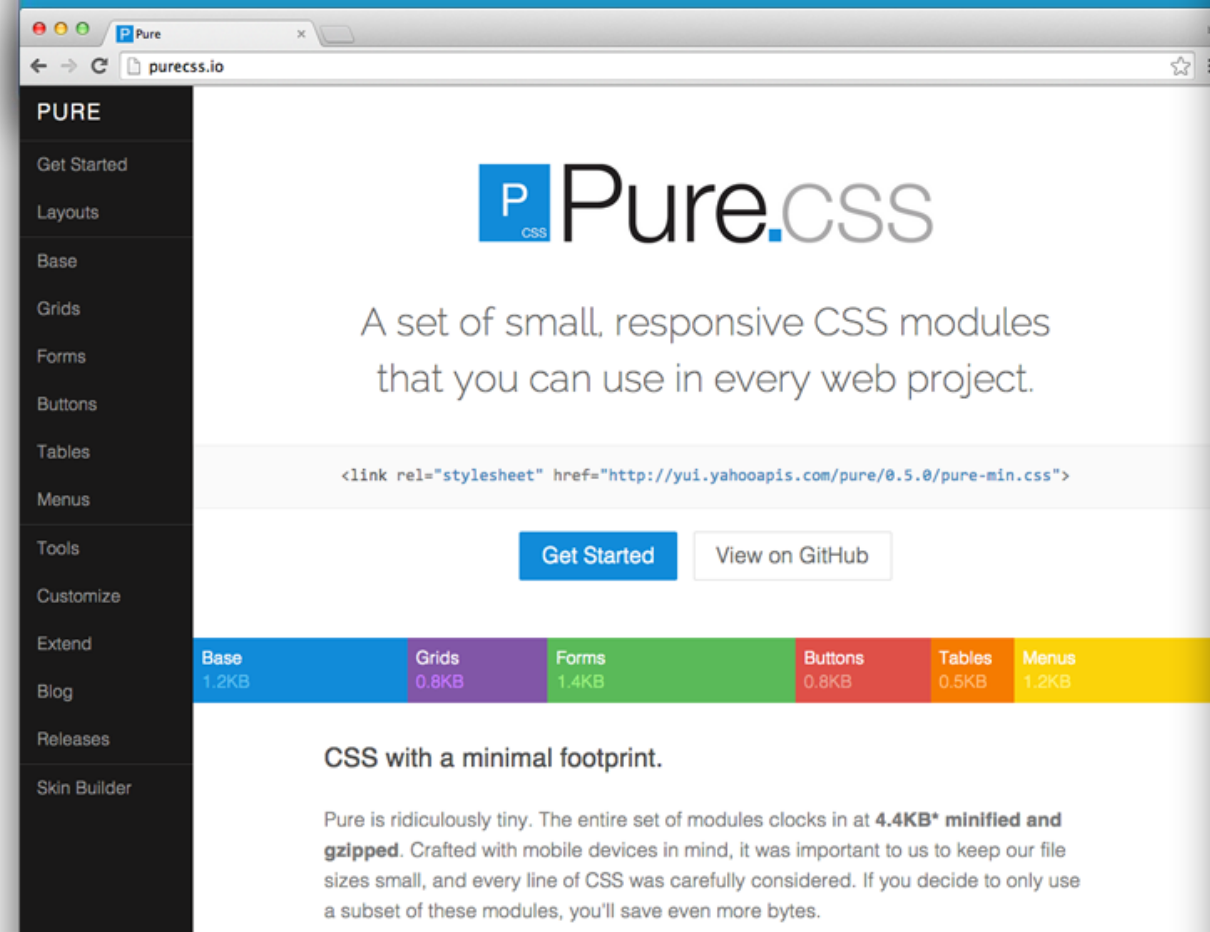 Pure
purecss.io
PURE
Get Started
Layouts
Base
Grids
Forms
Buttons
Tables
Menus
Tools
Customize
Extend
Blog
Releases
Skin Builder
P
css
Pure.css
A set of small, responsive CSS modules
that you can use in every web project.
<link rel="stylesheet" href="http://yui.yahooapis.com/pure/0.5.0/pure-min.css">
Get Started
View on GitHub
Base
1.2KB
Grids
0.8KB
Forms
1.4KB
Buttons
0.8KB
Tables
0.5KB
Menus
1.2KB
CSS with a minimal footprint.
Pure is ridiculously tiny. The entire set of modules clocks in at 4.4KB* minified and
gzipped. Crafted with mobile devices in mind, it was important to us to keep our file
sizes small, and every line of CSS was carefully considered. If you decide to only use
a subset of these modules, you'll save even more bytes.